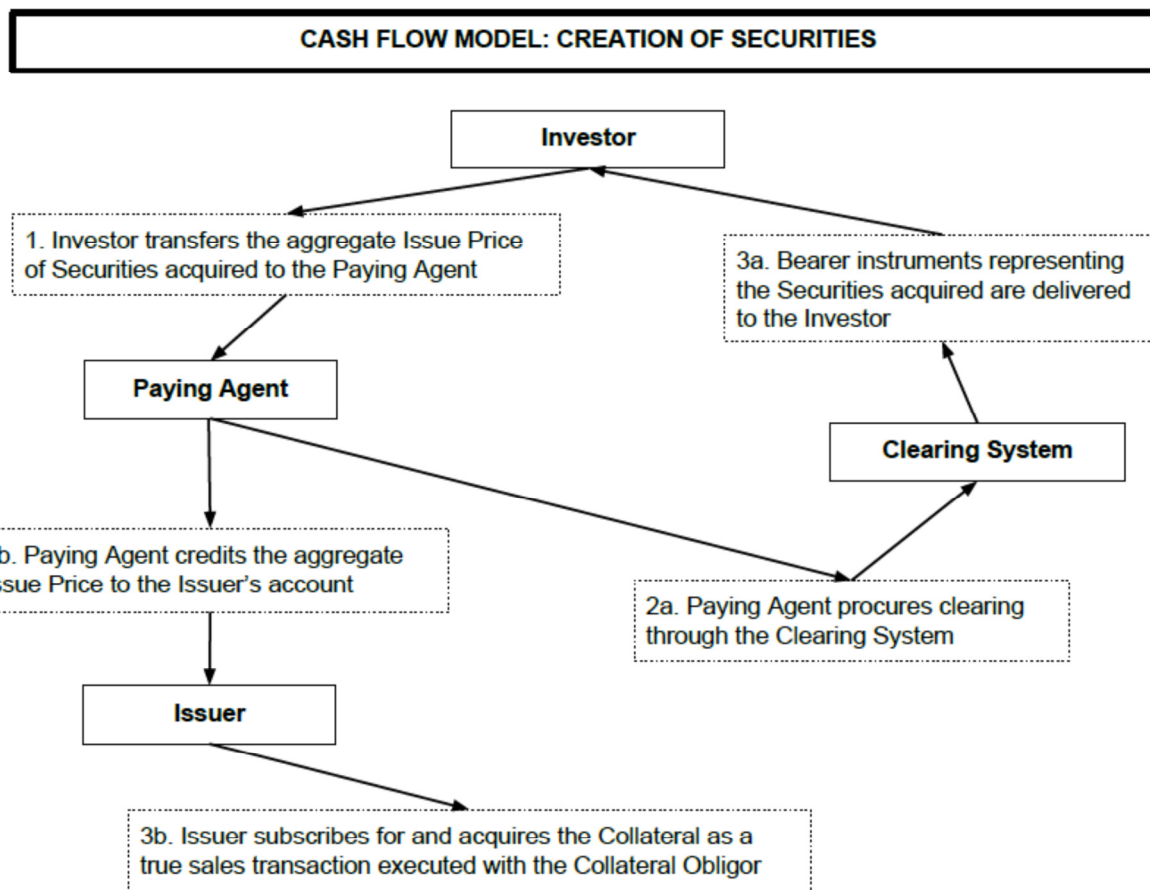 CASH FLOW MODEL: CREATION OF SECURITIES
Investor
1. Investor transfers the aggregate Issue Price
of Securities acquired to the Paying Agent
3a. Bearer instruments representing
the Securities acquired are delivered
to the Investor
Paying Agent
Clearing System
b. Paying Agent credits the aggregate
ssue Price to the Issuer's account
2a. Paying Agent procures clearing
through the Clearing System
Issuer
3b. Issuer subscribes for and acquires the Collateral as a
true sales transaction executed with the Collateral Obligor